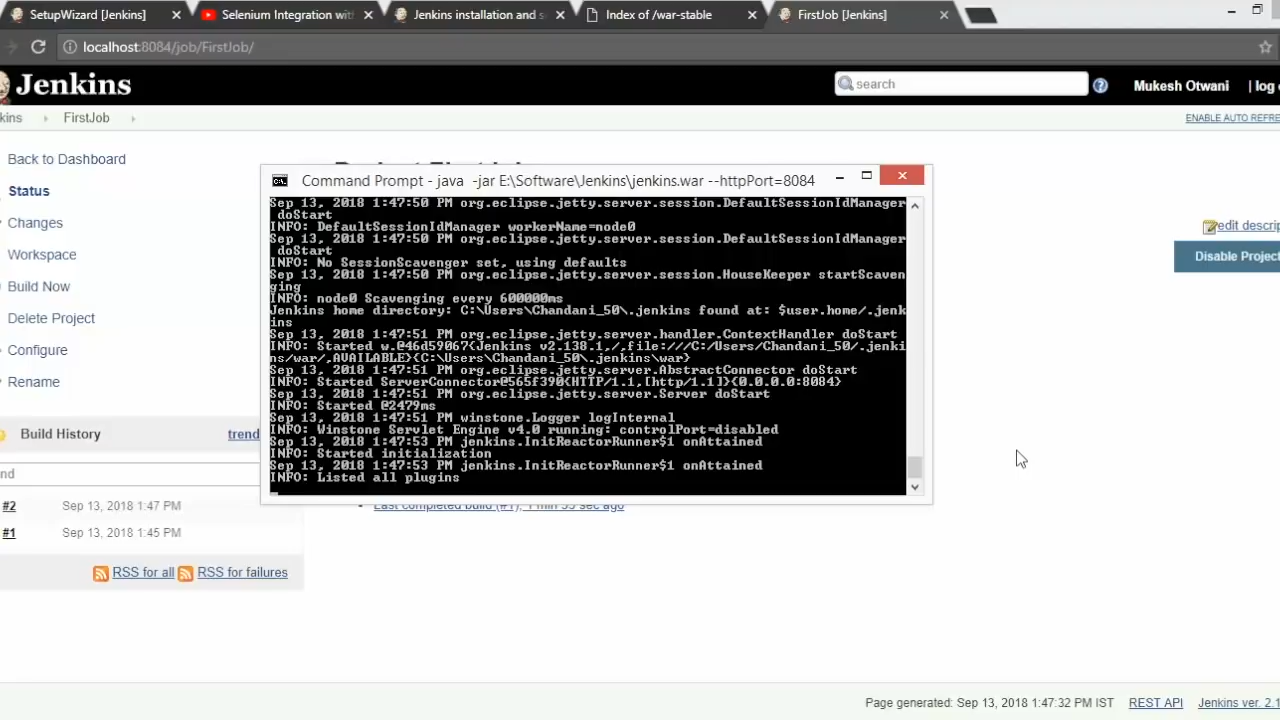 SetupWizard [Jenkins]
Selenium Integration with
Jenkins installation and s
Index of /war-stable
FirstJob [Jenkins]
localhost:8084/job/FirstJob/
Jenkins
search
Mukesh Otwani
| log
kins
FirstJob
ENABLE AUTO REFRE
Back to Dashboard
Status
Changes
Workspace
Build Now
Delete Project
Configure
Rename
edit descrip
Disable Project
Command Prompt - java -jar E:\Software\Jenkins\jenkins.war --httpPort=8084
Sep 13, 2018 1:47:50 PM org.eclipse.jetty.server.session.DefaultSessionIdManager
doStart
INFO: DefaultSessionIdManager workerName=node0
Sep 13, 2018 1:47:50 PM org.eclipse.jetty.server.session.DefaultSessionIdManager
doStart
INFO: No SessionScavenger set, using defaults
Sep 13, 2018 1:47:50 PM org.eclipse.jetty.server.session.HouseKeeper startScaven
ging
INFO: node0 Scavenging every 600000ms
Jenkins home directory: C:\Users\Chandani_50\.jenkins found at: $user.home/.jenk
ins
Sep 13, 2018 1:47:51 PM org.eclipse.jetty.server.handler.ContextHandler doStart
INFO: Started w.@46d59067{Jenkins v2.138.1,/,file:///C:/Users/Chandani_50/.jenki
ns/war/,AVAILABLE}{C:\Users\Chandani_50\.jenkins\war}
Sep 13, 2018 1:47:51 PM org.eclipse.jetty.server.AbstractConnector doStart
INFO: Started ServerConnector@565f390{HTTP/1.1,[http/1.1]}{0.0.0.0:8084}
Sep 13, 2018 1:47:51 PM org.eclipse.jetty.server.Server doStart
INFO: Started @2479ms
Sep 13, 2018 1:47:51 PM winstone.Logger logInternal
INFO: Winstone Servlet Engine v4.0 running: controlPort=disabled
Sep 13, 2018 1:47:53 PM jenkins.InitReactorRunner$1 onAttained
INFO: Started initialization
Sep 13, 2018 1:47:53 PM jenkins.InitReactorRunner$1 onAttained
INFO: Listed all plugins
Build History
trend
nd
#2 Sep 13, 2018 1:47 PM
#1 Sep 13, 2018 1:45 PM
RSS for all RSS for failures
Last completed build (#1), 1 min 55 sec ago
Page generated: Sep 13, 2018 1:47:32 PM IST
REST API
Jenkins ver. 2.1